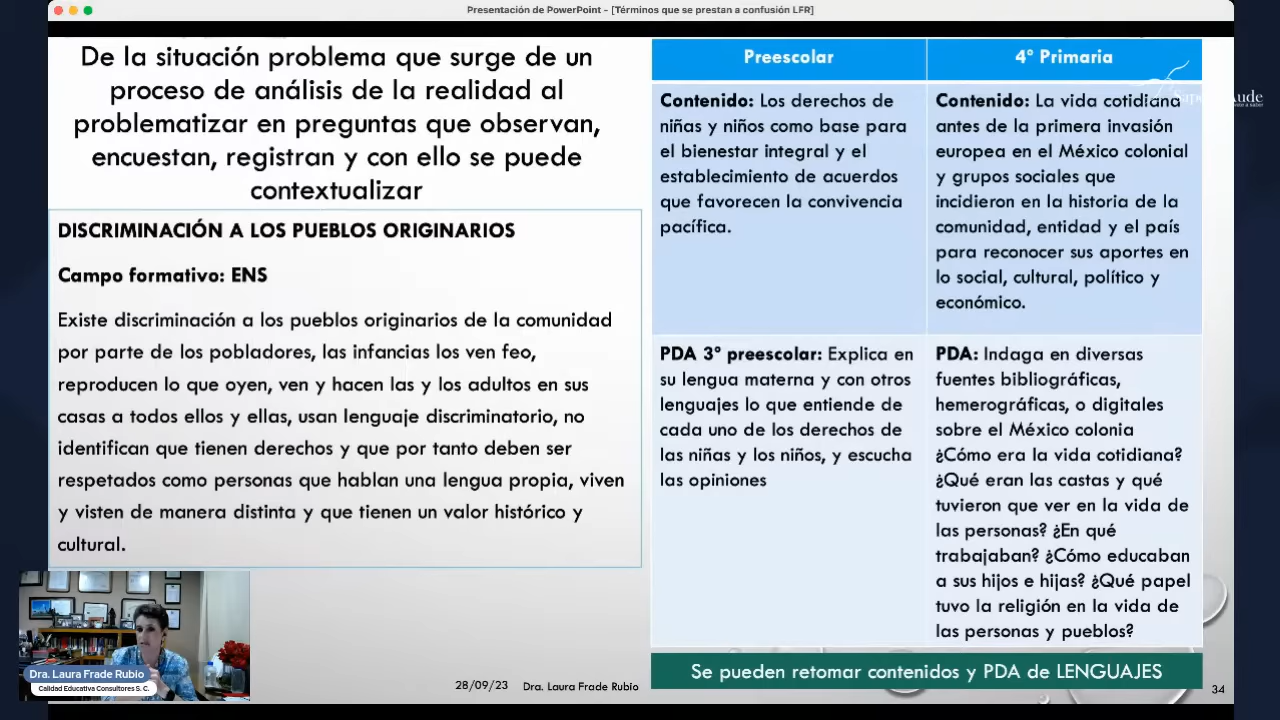 Presentación de PowerPoint - [Términos que se prestan a confusión LFR]
De la situación problema que surge de un
proceso de análisis de la realidad al
problematizar en preguntas que observan,
encuestan, registran y con ello se puede
contextualizar
DISCRIMINACIÓN A LOS PUEBLOS ORIGINARIOS
Campo formativo: ENS
Existe discriminación a los pueblos originarios de la comunidad
por parte de los pobladores, las infancias los ven feo,
reproducen lo que oyen, ven y hacen las y los adultos en sus
casas a todos ellos y ellas, usan lenguaje discriminatorio, no
identifican que tienen derechos y que por tanto deben ser
respetados como personas que hablan una lengua propia, viven
y visten de manera distinta y que tienen un valor histórico y
cultural.
Preescolar
Contenido: Los derechos de
niñas y niños como base para
el bienestar integral y el
establecimiento de acuerdos
que favorecen la convivencia
pacífica.
PDA 3° preescolar: Explica en
su lengua materna y con otros
lenguajes lo que entiende de
cada uno de los derechos de
las niñas y los niños, y escucha
las opiniones
4° Primaria
Contenido: La vida cotidiana
antes de la primera invasión
europea en el México colonial
y grupos sociales que
incidieron en la historia de la
comunidad, entidad y el país
para reconocer sus aportes en
lo social, cultural, político y
económico.
PDA: Indaga en diversas
fuentes bibliográficas,
hemerográficas, o digitales
sobre el México colonia
¿Cómo era la vida cotidiana?
¿Qué eran las castas y qué
tuvieron que ver en la vida de
las personas? ¿En qué
trabajaban? ¿Cómo educaban
a sus hijos e hijas? ¿Qué papel
tuvo la religión en la vida de
las personas y pueblos?
Se pueden retomar contenidos y PDA de LENGUAJES
Dra. Laura Frade Rubio
Calidad Educativa Consultores S. C.
28/09/23 Dra. Laura Frade Rubio
34